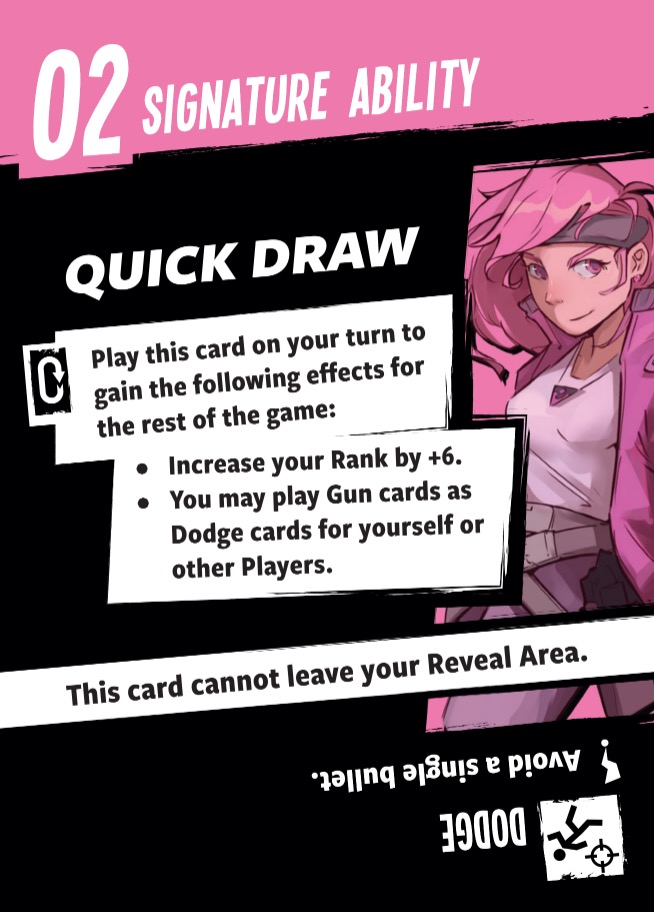 02 SIGNATURE ABILITY
QUICK DRAW
Play this card on your turn to
gain the following effects for
the rest of the game:
• Increase your Rank by +6.
• You may play Gun cards as
Dodge cards for yourself or
other Players.
This card cannot leave your Reveal Area.
DODGE
Avoid a single bullet.